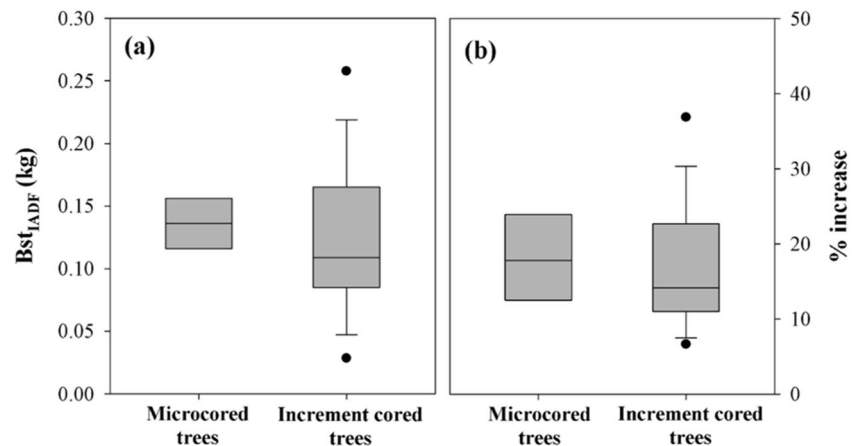 0.30
0.25
0.20
0.15
0.10
0.05
0.00
Bst_IADF (kg)
(a)
Microcored
trees
Increment cored
trees
(b)
Microcored
trees
Increment cored
trees
50
40
30
20
10
0
% increase